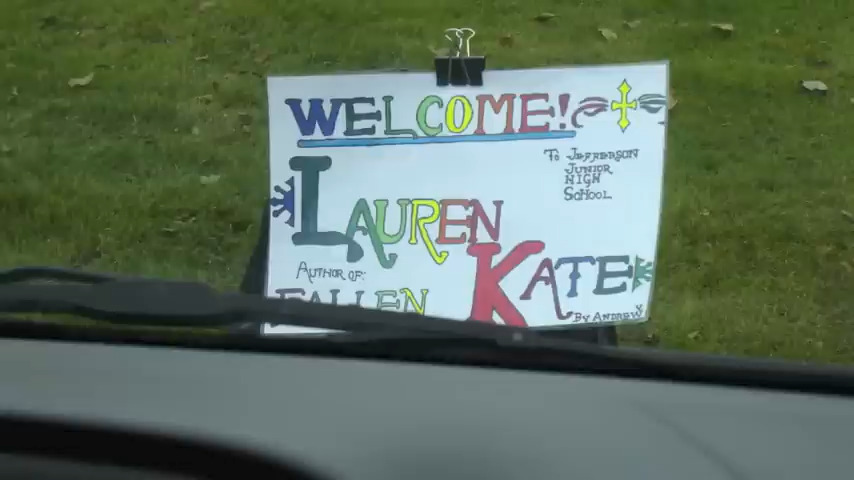 WELCOME!
TO JEFFERSON
JUNIOR
HIGH
SCHOOL
LAUREN
KATE
AUTHOR OF:
FALLEN
BY ANDREW Y